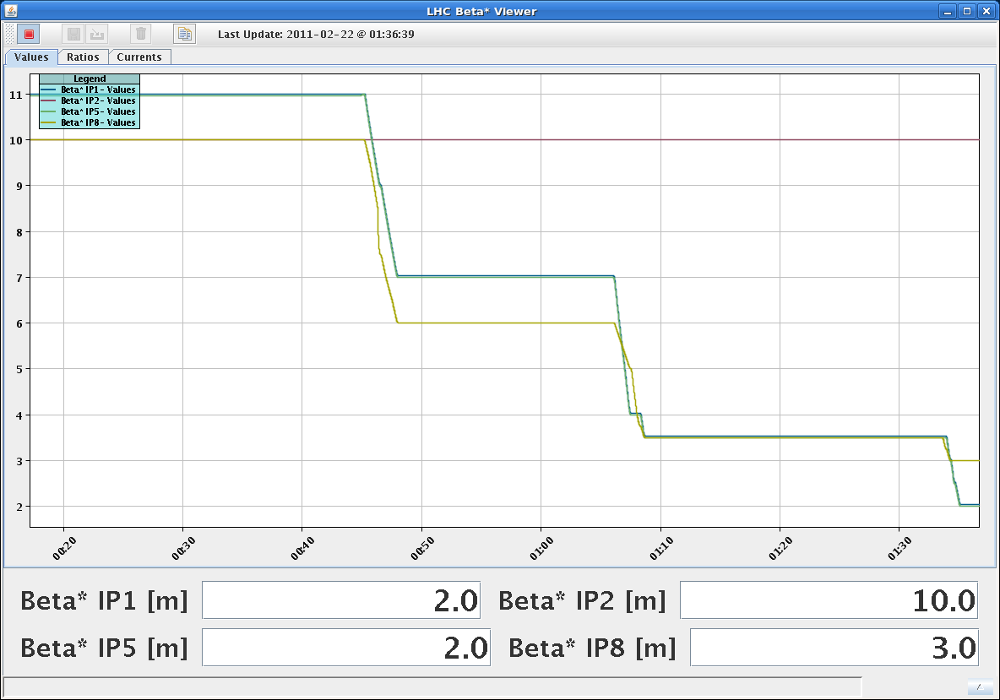 LHC Beta* Viewer
Last Update: 2011-02-22 @ 01:36:39
Values Ratios Currents
Legend
Beta* IP1- Values
Beta* IP2- Values
Beta* IP5- Values
Beta* IP8- Values
11
10
9
8
7
6
5
4
3
2
00:20 00:30 00:40 00:50 01:00 01:10 01:20 01:30
Beta* IP1 [m] 2.0 Beta* IP2 [m] 10.0
Beta* IP5 [m] 2.0 Beta* IP8 [m] 3.0